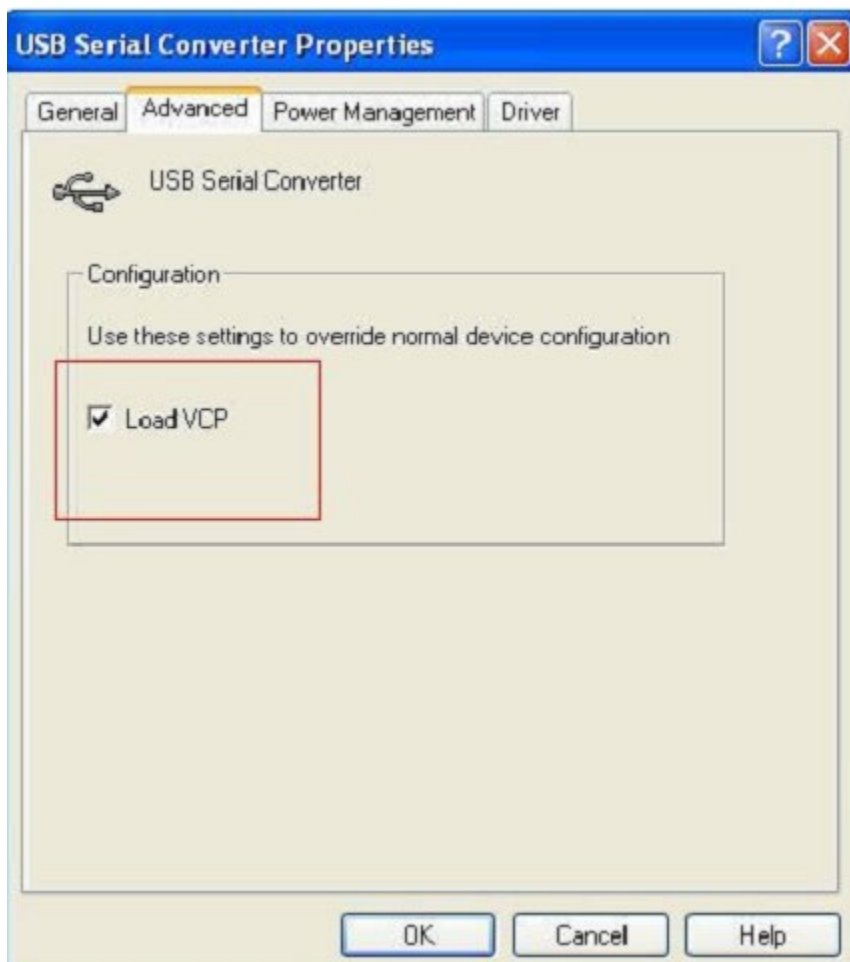 USB Serial Converter Properties
General Advanced Power Management Driver
USB Serial Converter
Configuration
Use these settings to override normal device configuration
Load VCP
OK Cancel Help